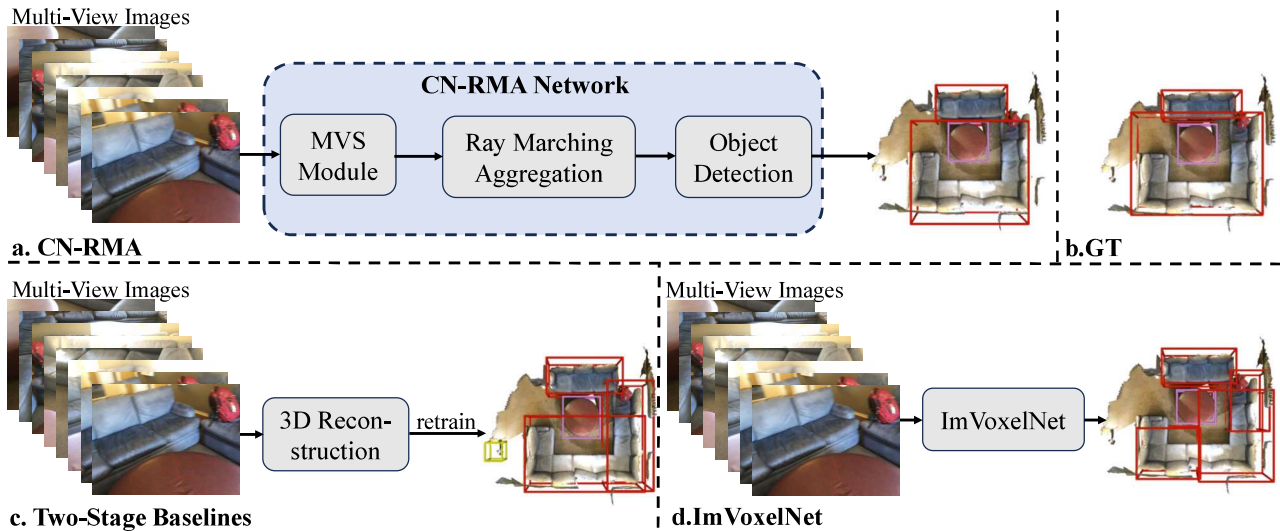 Multi-View Images
CN-RMA Network
MVS
Module
Ray Marching
Aggregation
Object
Detection
a. CN-RMA
b.GT
Multi-View Images
3D Recon-
struction
retrain
c. Two-Stage Baselines
Multi-View Images
ImVoxelNet
d.ImVoxelNet